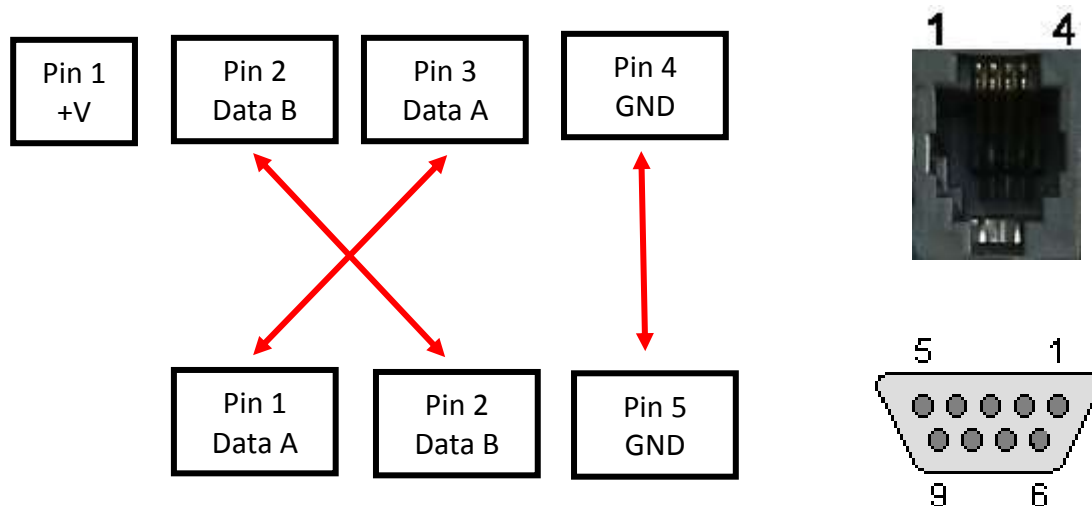 1 4
Pin 1
+V
Pin 2
Data B
Pin 3
Data A
Pin 4
GND
Pin 1
Data A
Pin 2
Data B
Pin 5
GND
5 1
9 6